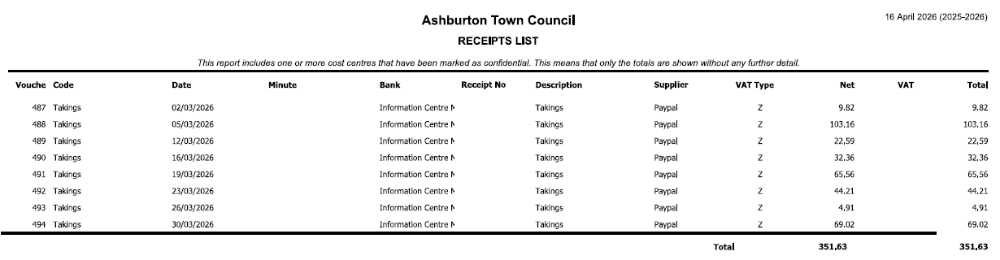 16 April 2026 (2025-2026)
Ashburton Town Council
RECEIPTS LIST
This report includes one or more cost centres that have been marked as confidential. This means that only the totals are shown without any further detail.
Vouche Code Date Minute Bank Receipt No Description Supplier VAT Type Net VAT Total
487 Takings 02/03/2026 Information Centre N Takings Paypal Z 9.82 9.82
488 Takings 05/03/2026 Information Centre N Takings Paypal Z 103.16 103.16
489 Takings 12/03/2026 Information Centre N Takings Paypal Z 22.59 22.59
490 Takings 16/03/2026 Information Centre N Takings Paypal Z 32.36 32.36
491 Takings 19/03/2026 Information Centre N Takings Paypal Z 65.56 65.56
492 Takings 23/03/2026 Information Centre N Takings Paypal Z 44.21 44.21
493 Takings 26/03/2026 Information Centre N Takings Paypal Z 4.91 4.91
494 Takings 30/03/2026 Information Centre N Takings Paypal Z 69.02 69.02
Total 351.63 351.63